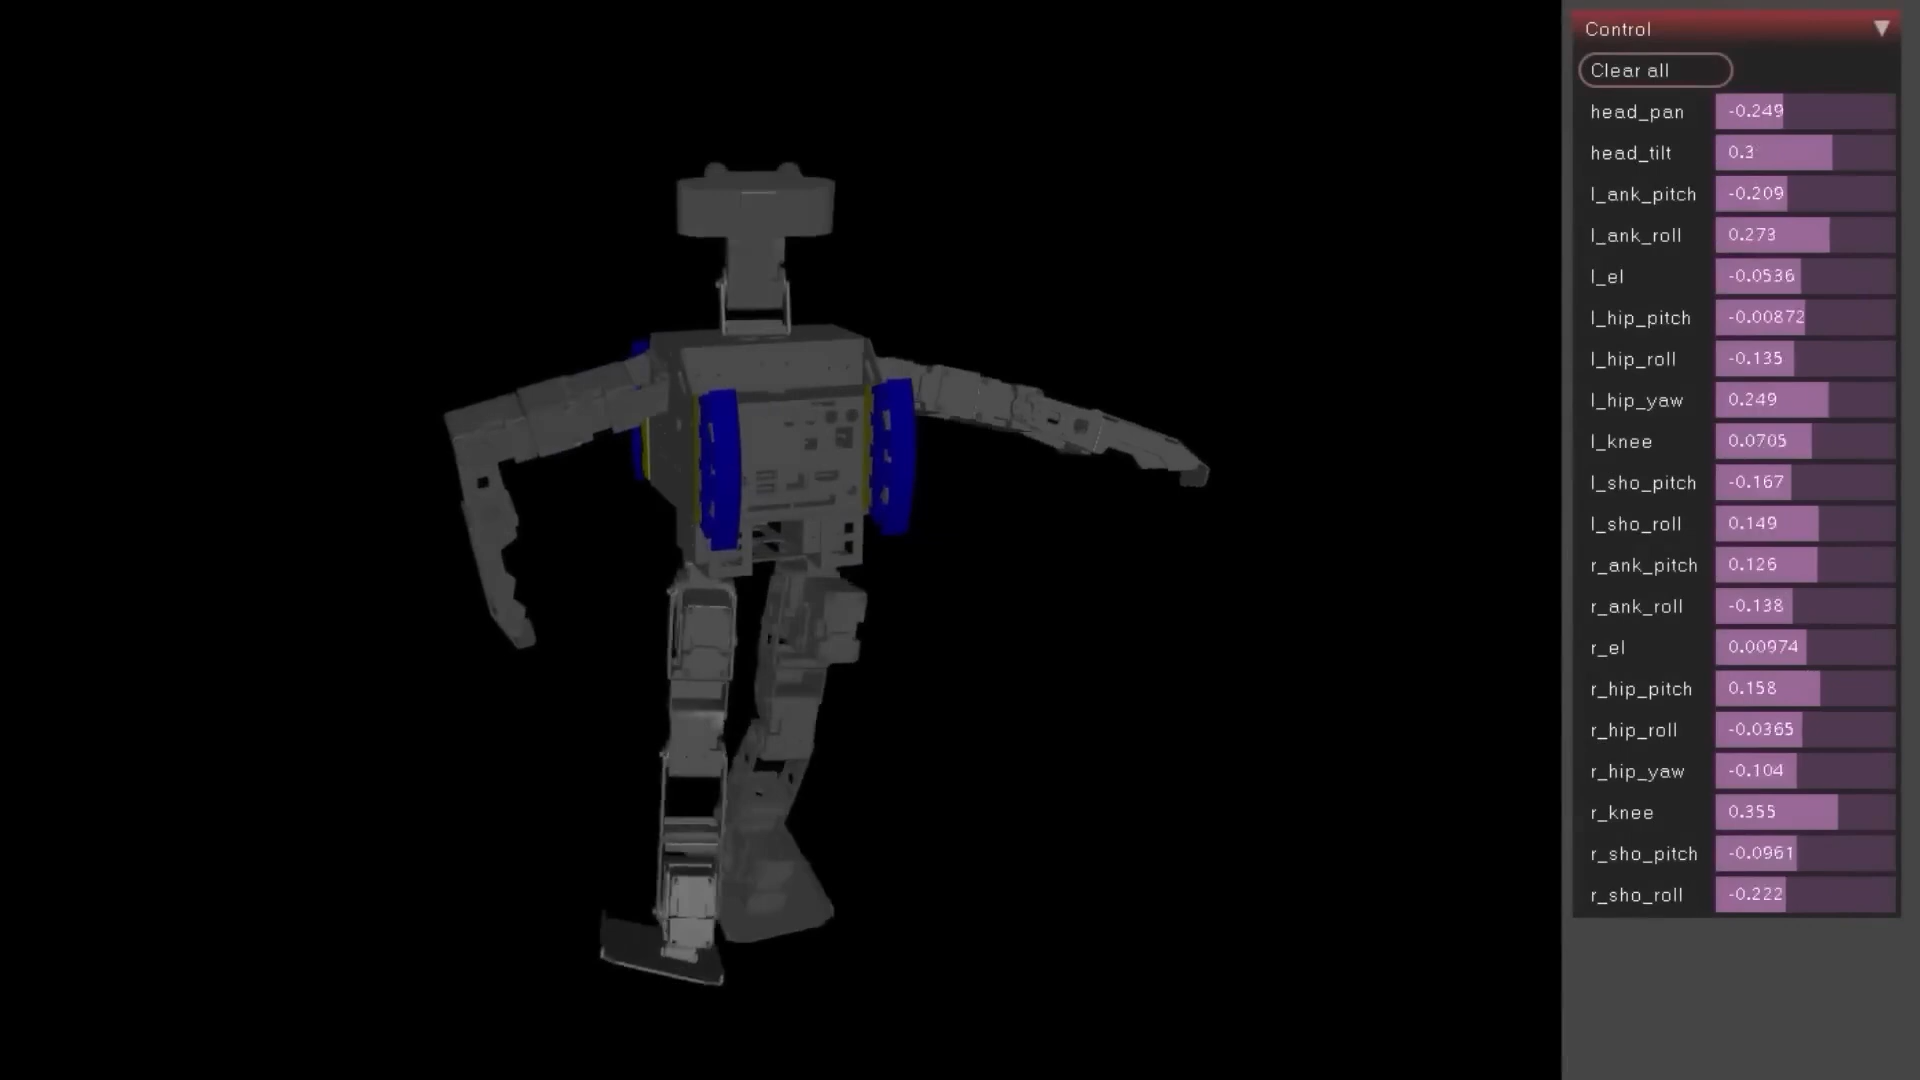 Control
Clear all
head_pan -0.249
head_tilt 0.3
l_ank_pitch -0.209
l_ank_roll 0.273
l_el -0.0536
l_hip_pitch -0.00872
l_hip_roll -0.135
l_hip_yaw 0.249
l_knee 0.0705
l_sho_pitch -0.167
l_sho_roll 0.149
r_ank_pitch 0.126
r_ank_roll -0.138
r_el 0.00974
r_hip_pitch 0.158
r_hip_roll -0.0365
r_hip_yaw -0.104
r_knee 0.355
r_sho_pitch -0.0961
r_sho_roll -0.222